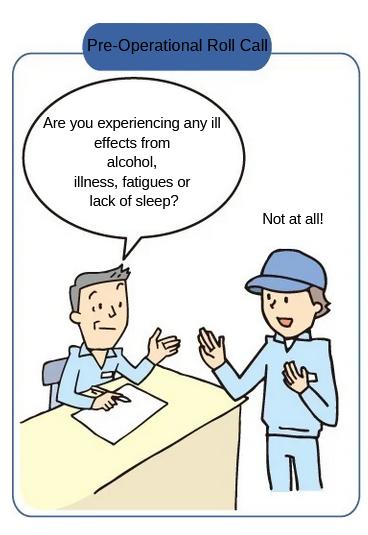 Pre-Operational Roll Call
Are you experiencing any ill
effects from
alcohol,
illness, fatigues or
lack of sleep?
Not at all!